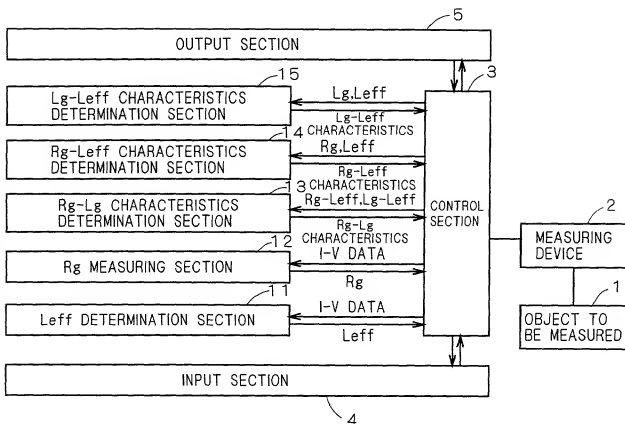 5
OUTPUT SECTION
15
3
Lg-Leff CHARACTERISTICS
DETERMINATION SECTION
Lg,Leff
Lg-Leff
CHARACTERISTICS
14
Rg-Leff CHARACTERISTICS
DETERMINATION SECTION
Rg,Leff
Rg-Leff
CHARACTERISTICS
13
Rg-Lg CHARACTERISTICS
DETERMINATION SECTION
Rg-Leff,Lg-Leff
Rg-Lg
CHARACTERISTICS
CONTROL
SECTION
12
Rg MEASURING SECTION
I-V DATA
Rg
2
MEASURING
DEVICE
11
Leff DETERMINATION SECTION
I-V DATA
Leff
1
OBJECT TO
BE MEASURED
INPUT SECTION
4